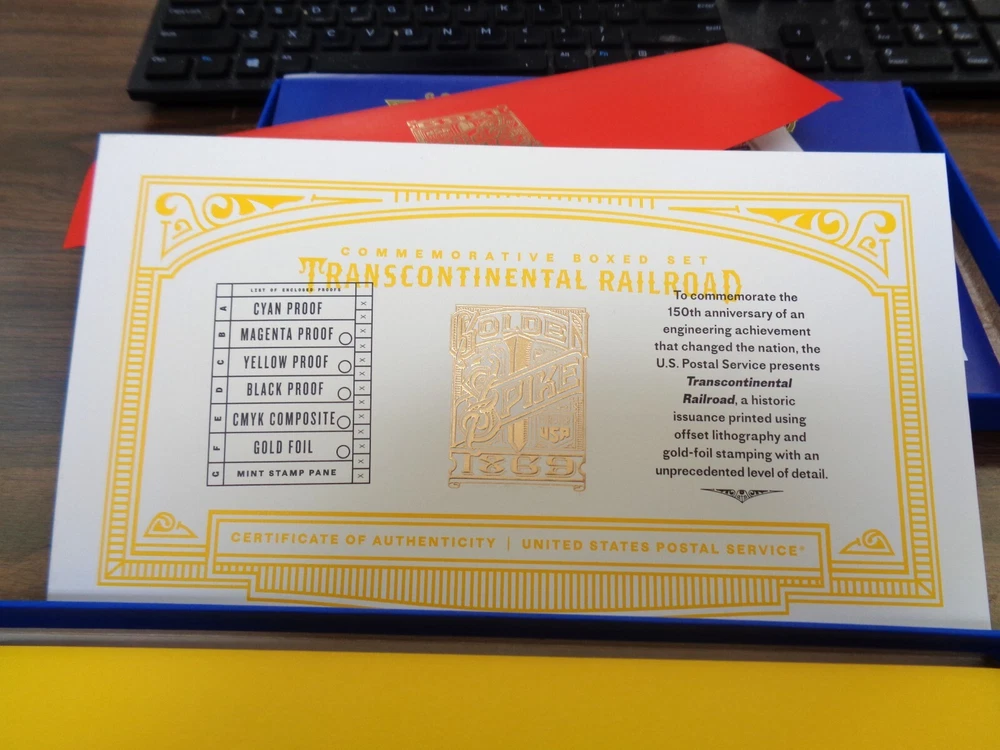 COMMEMORATIVE BOXED SET
TRANSCONTINENTAL RAILROAD
LIST OF ENCLOSED PROOFS
A CYAN PROOF X
B MAGENTA PROOF X
C YELLOW PROOF X
D BLACK PROOF X
E CMYK COMPOSITE X
F GOLD FOIL X
G MINT STAMP PANE X
GOLDEN
SPIKE
USA
1869
To commemorate the
150th anniversary of an
engineering achievement
that changed the nation, the
U.S. Postal Service presents
Transcontinental
Railroad, a historic
issuance printed using
offset lithography and
gold-foil stamping with an
unprecedented level of detail.
CERTIFICATE OF AUTHENTICITY | UNITED STATES POSTAL SERVICE®